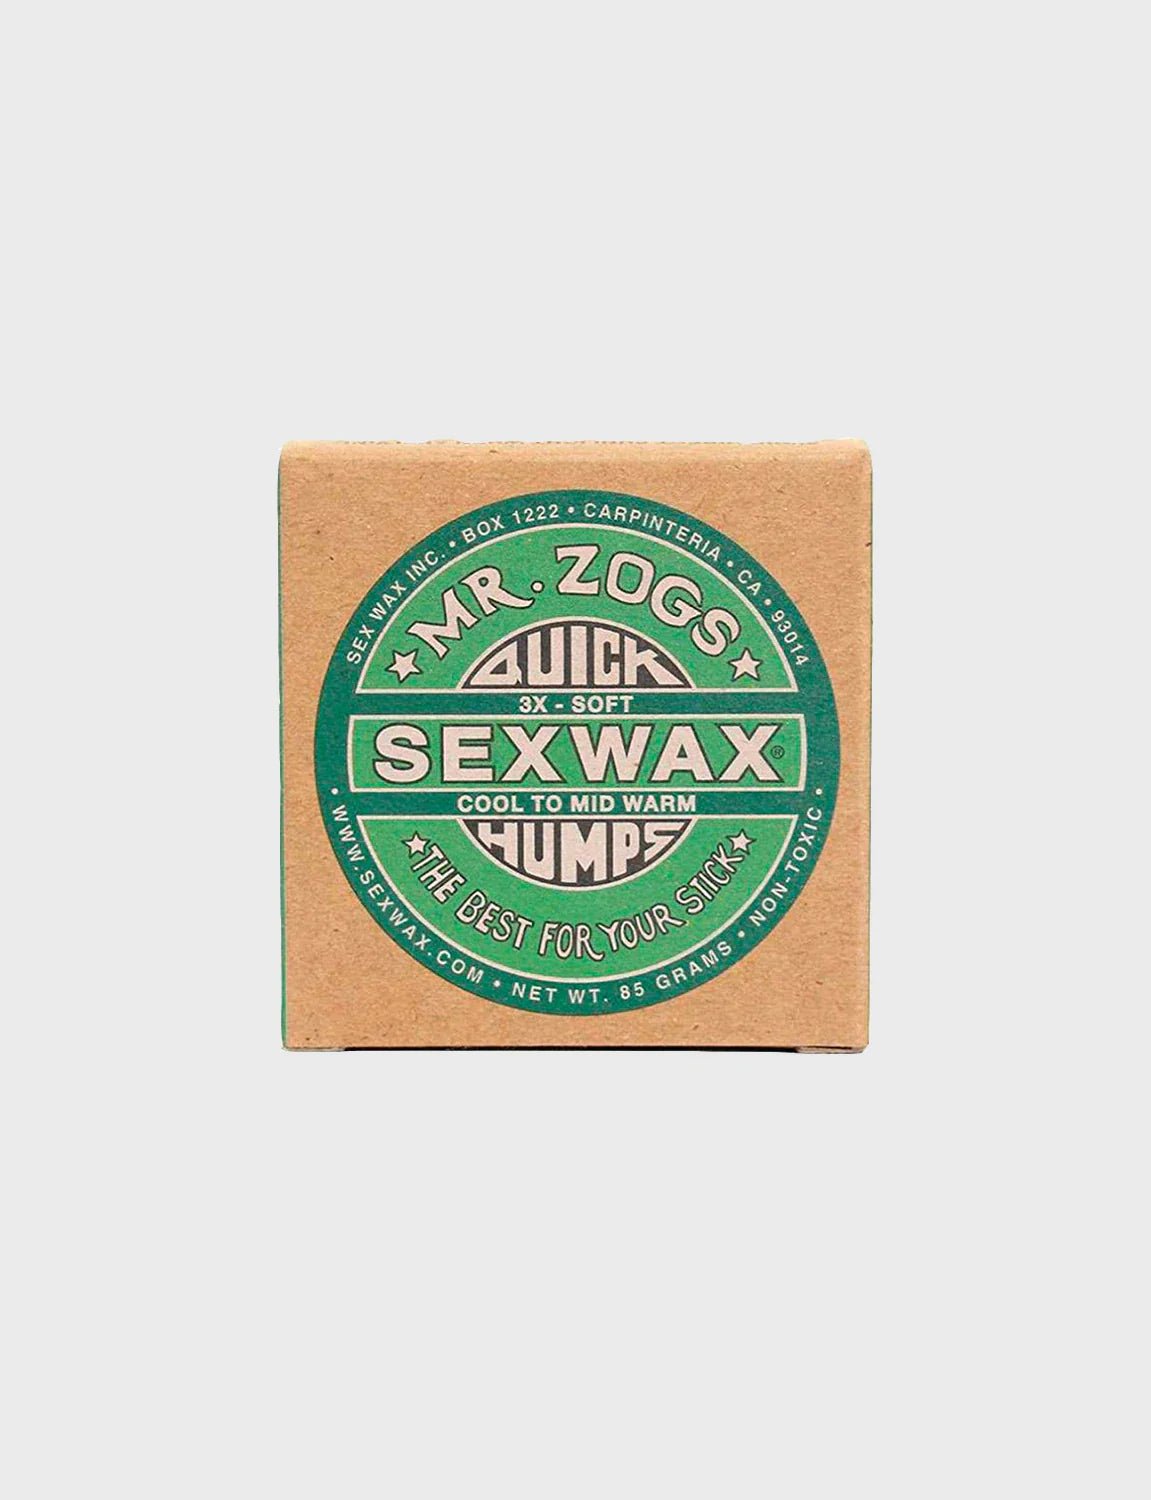 SEX WAX INC. • BOX 1222 • CARPINTERIA • CA • 93014
MR. ZOGS
QUICK
3X - SOFT
SEXWAX®
COOL TO MID WARM
HUMPS
THE BEST FOR YOUR STICK
• WWW.SEXWAX.COM • NET WT. 85 GRAMS • NON-TOXIC •